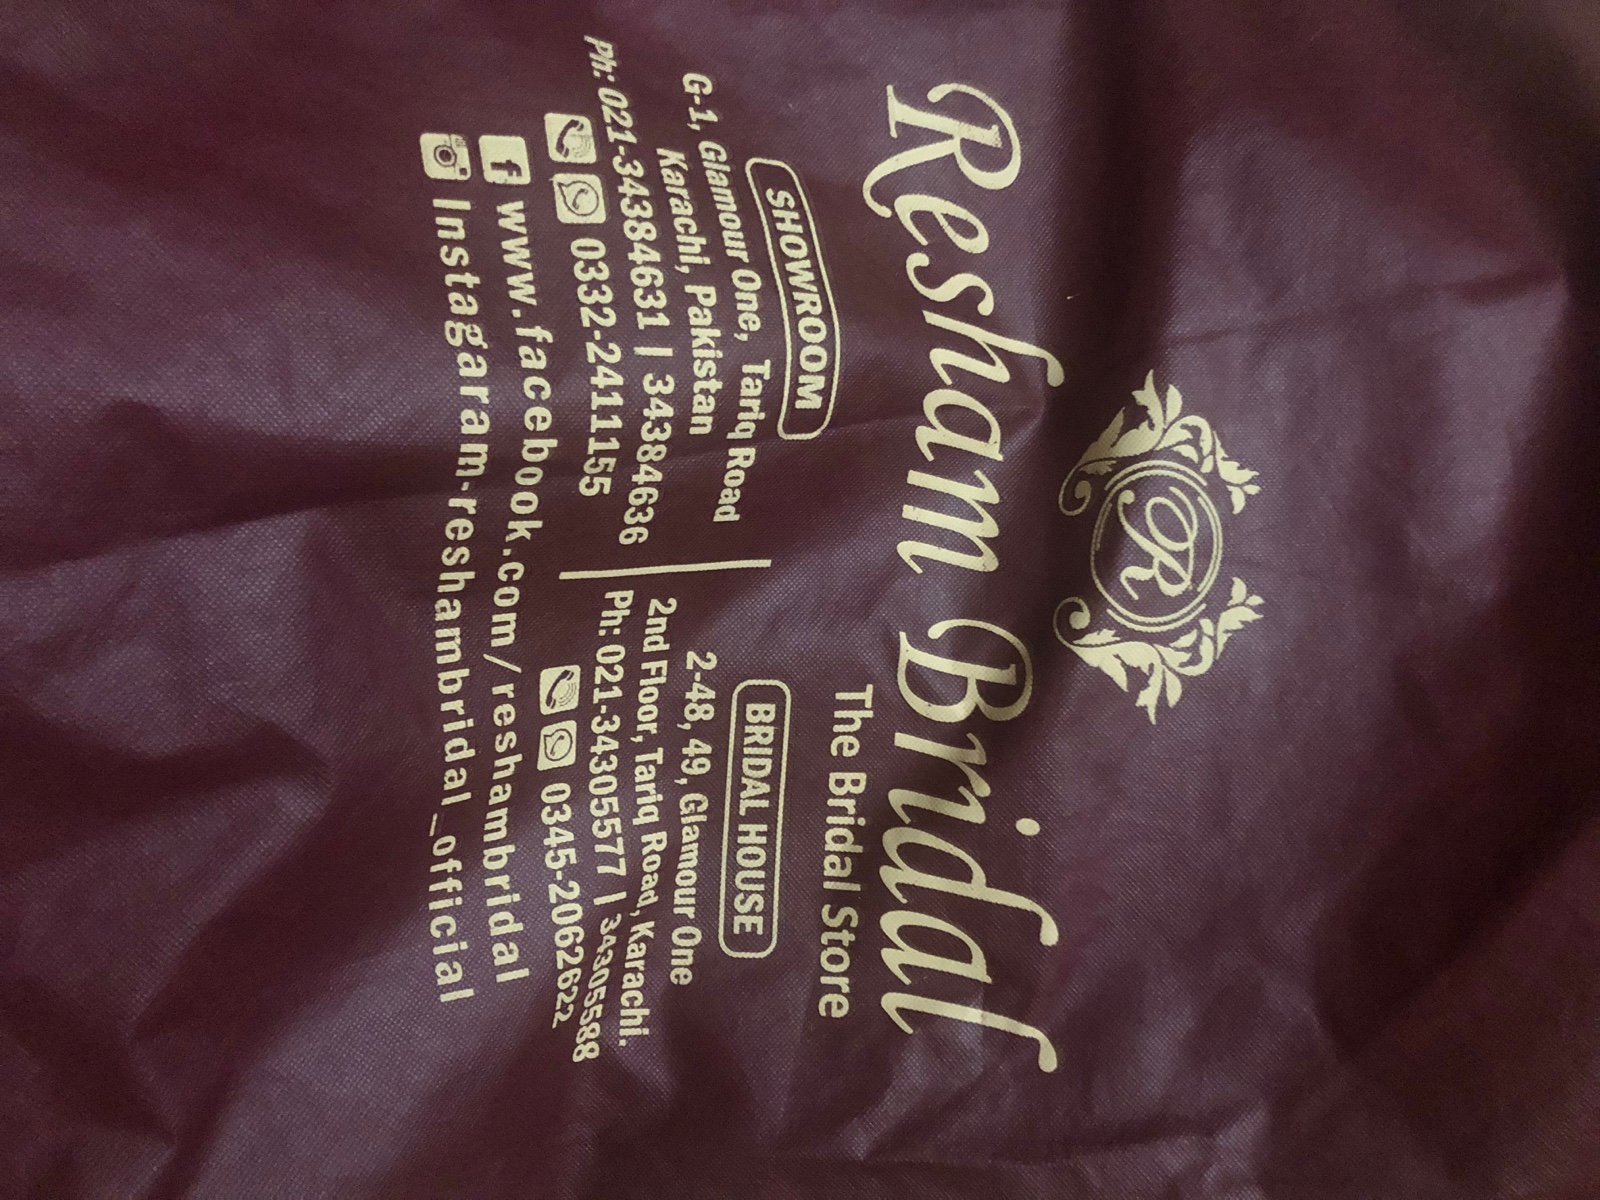 R
Resham Bridal
The Bridal Store
SHOWROOM
G-1, Glamour One, Tariq Road
Karachi, Pakistan
Ph: 021-34384631 | 34384636
0332-2411155
BRIDAL HOUSE
2-48, 49, Glamour One
2nd Floor, Tariq Road, Karachi.
Ph: 021-34305577 | 34305588
0345-2062622
f www.facebook.com/reshambridal
Instagaram-reshambridal_official